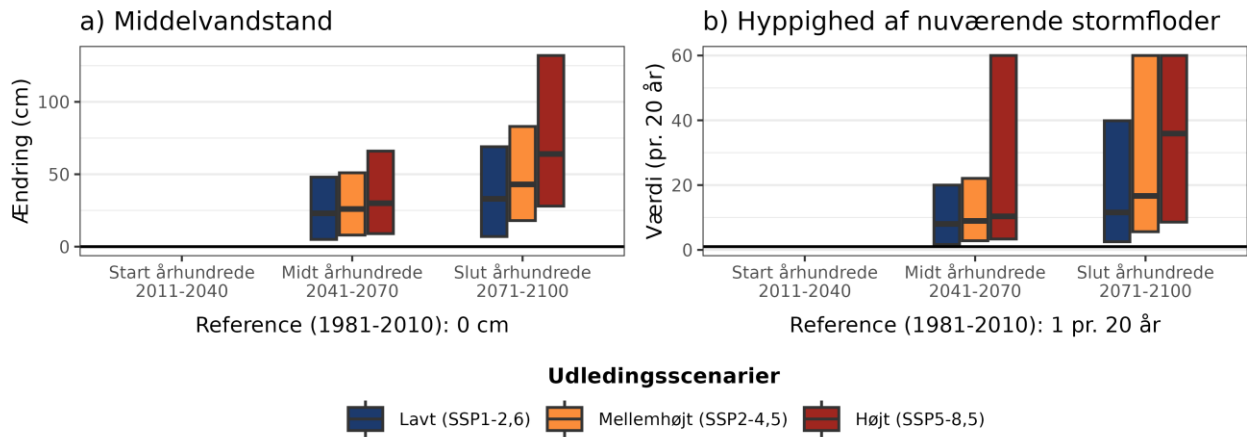 a) Middelvandstand
Ændring (cm)
100
50
0
Start århundrede
2011-2040
Midt århundrede
2041-2070
Slut århundrede
2071-2100
Reference (1981-2010): 0 cm
b) Hyppighed af nuværende stormfloder
Værdi (pr. 20 år)
60
40
20
0
Start århundrede
2011-2040
Midt århundrede
2041-2070
Slut århundrede
2071-2100
Reference (1981-2010): 1 pr. 20 år
Udledingsscenarier
Lavt (SSP1-2,6)
Mellemhøjt (SSP2-4,5)
Højt (SSP5-8,5)